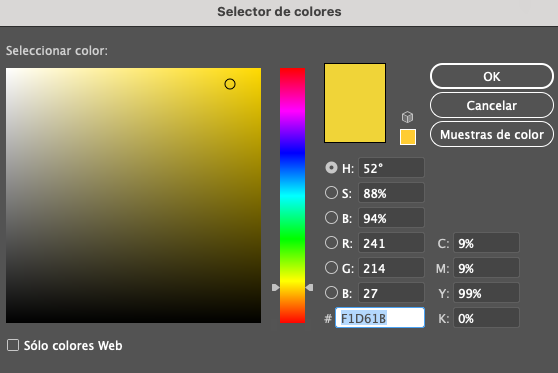 Selector de colores
Seleccionar color:
OK
Cancelar
Muestras de color
H: 52°
S: 88%
B: 94%
R: 241 C: 9%
G: 214 M: 9%
B: 27 Y: 99%
# F1D61B K: 0%
Sólo colores Web